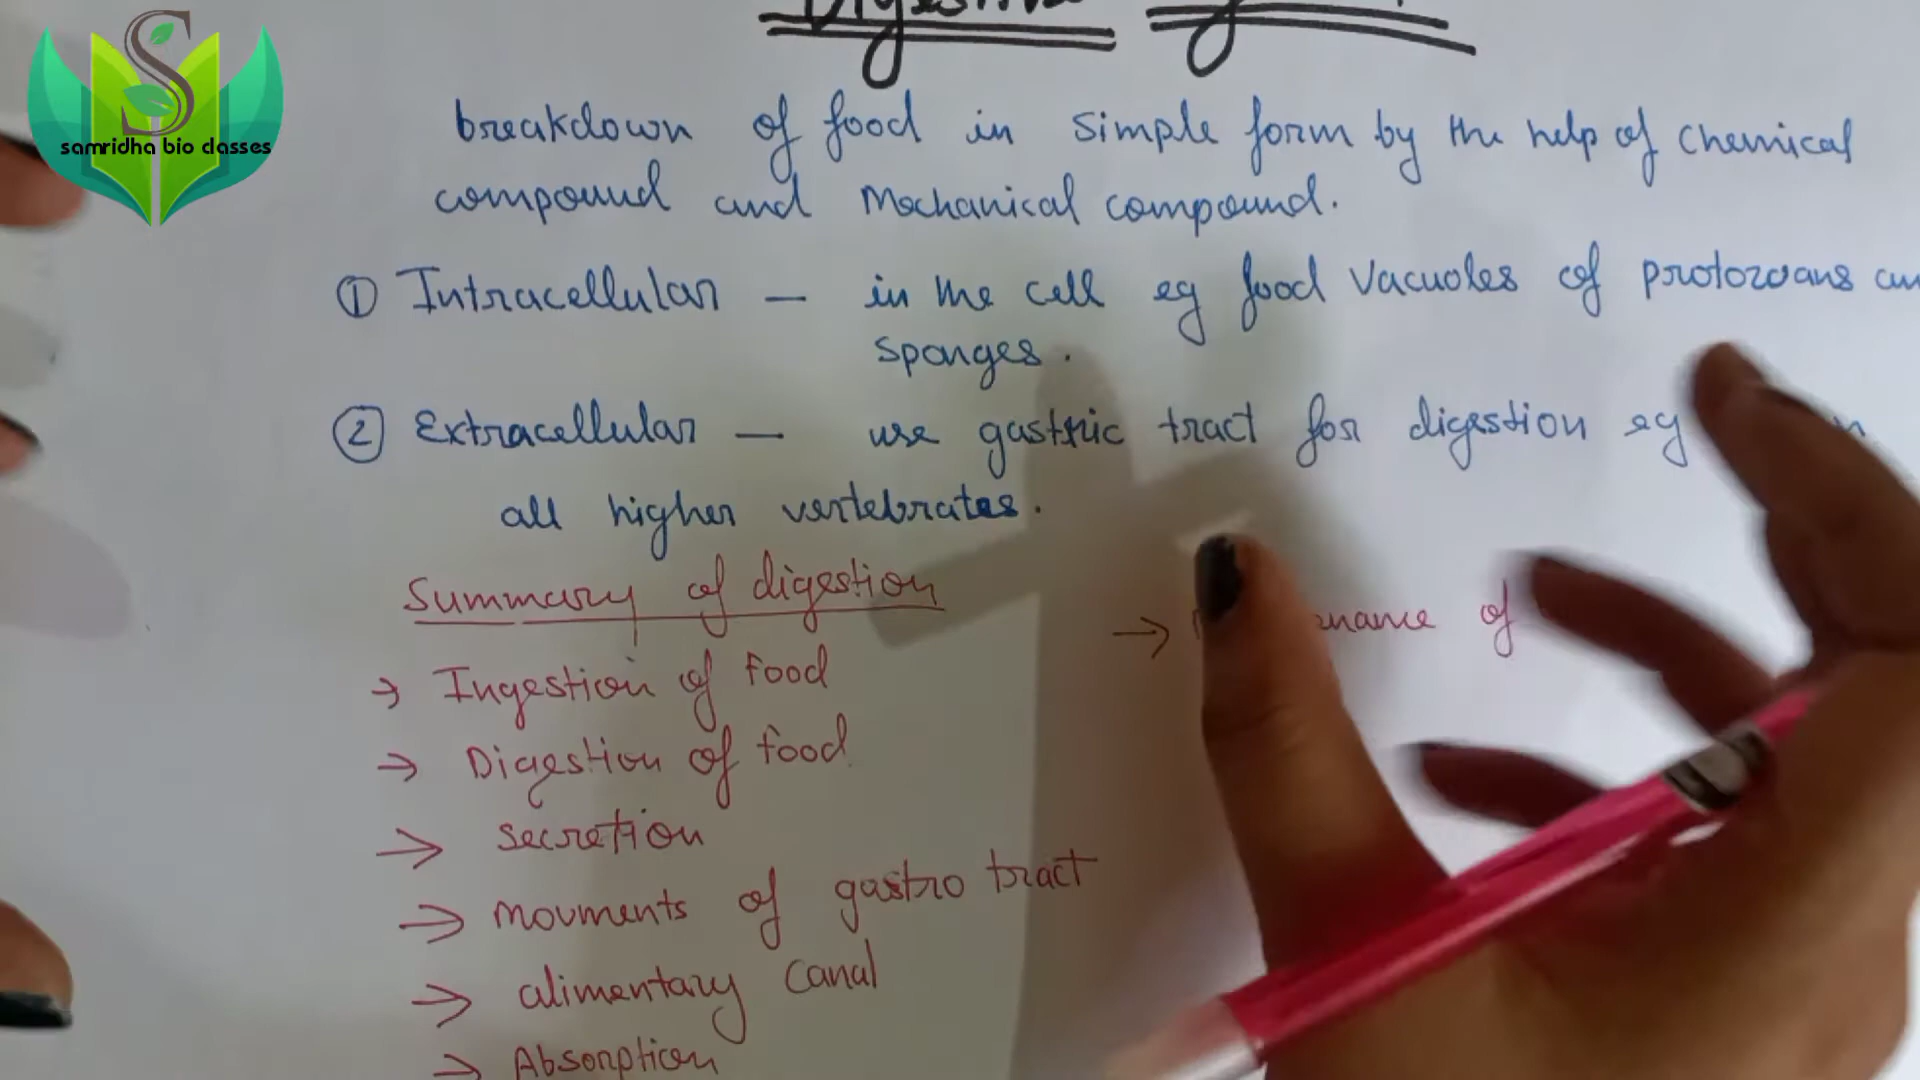 samridha bio classes
Digestive
breakdown of food in simple form by the help of chemical
compound and Mechanical compound.
① Intracellular — in the cell eg food vacuoles of protozoans
sponges.
② Extracellular — use gastric tract for digestion eg
all higher vertebrates.
Summary of digestion
→ Ingestion of food
→ of
→ Digestion of food
→ secretion
→ movments of gastro tract
→ alimentary canal
→ Absorption